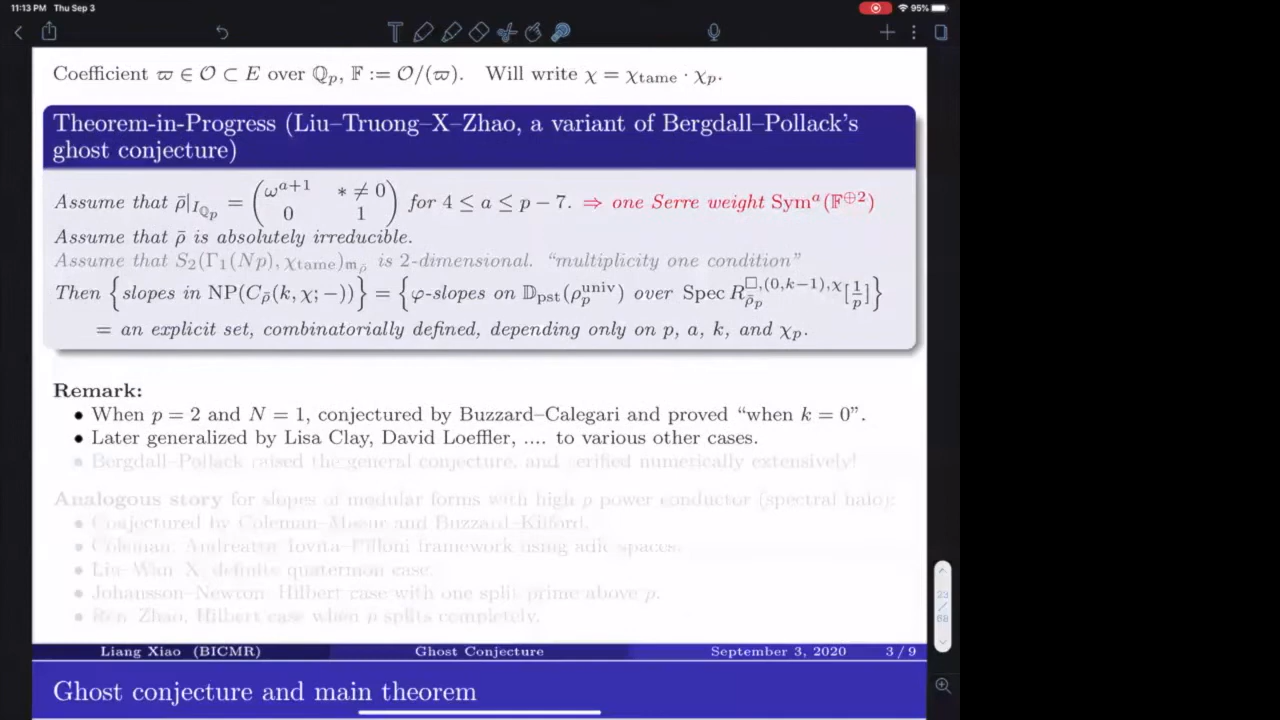 11:13 PM Thu Sep 3
95%
Coefficient ϖ ∈ 𝒪 ⊂ E over ℚ_p, 𝔽 := 𝒪/(ϖ). Will write χ = χ_tame · χ_p.
Theorem-in-Progress (Liu–Truong–X–Zhao, a variant of Bergdall–Pollack's
ghost conjecture)
Assume that ρ̄|_{I_{ℚ_p}} = (ω^{a+1} * ≠ 0; 0 1) for 4 ≤ a ≤ p − 7. ⇒ one Serre weight Sym^a(𝔽^{⊕2})
Assume that ρ̄ is absolutely irreducible.
Assume that S_2(Γ_1(Np), χ_tame)_{𝔪_ρ̄} is 2-dimensional. "multiplicity one condition"
Then {slopes in NP(C_ρ̄(k, χ; −))} = {φ-slopes on 𝔻_pst(ρ_p^univ) over Spec R_{ρ̄_p}^{□,(0,k−1),χ}[1/p]}
= an explicit set, combinatorially defined, depending only on p, a, k, and χ_p.
Remark:
• When p = 2 and N = 1, conjectured by Buzzard–Calegari and proved "when k = 0".
• Later generalized by Lisa Clay, David Loeffler, .... to various other cases.
• Bergdall–Pollack raised the general conjecture, and verified numerically extensively!
Analogous story for slopes of modular forms with high p power conductor (spectral halo):
• Conjectured by Coleman–Mazur and Buzzard–Kilford.
• Coleman, Andreatta–Iovita–Pilloni framework using adic spaces.
• Liu–Wan–X, definite quaternion case.
• Johansson–Newton, Hilbert case with one split prime above p.
• Ren–Zhao, Hilbert case when p splits completely.
23
/
68
Liang Xiao (BICMR) Ghost Conjecture September 3, 2020 3 / 9
Ghost conjecture and main theorem